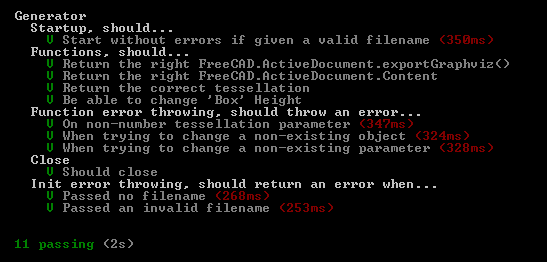 Generator
Startup, should...
V Start without errors if given a valid filename (350ms)
Functions, should...
V Return the right FreeCAD.ActiveDocument.exportGraphviz()
V Return the right FreeCAD.ActiveDocument.Content
V Return the correct tessellation
V Be able to change 'Box' Height
Function error throwing, should throw an error...
V On non-number tessellation parameter (347ms)
V When trying to change a non-existing object (324ms)
V When trying to change a non-existing parameter (328ms)
Close
V Should close
Init error throwing, should return an error when...
V Passed no filename (268ms)
V Passed an invalid filename (253ms)
11 passing (2s)